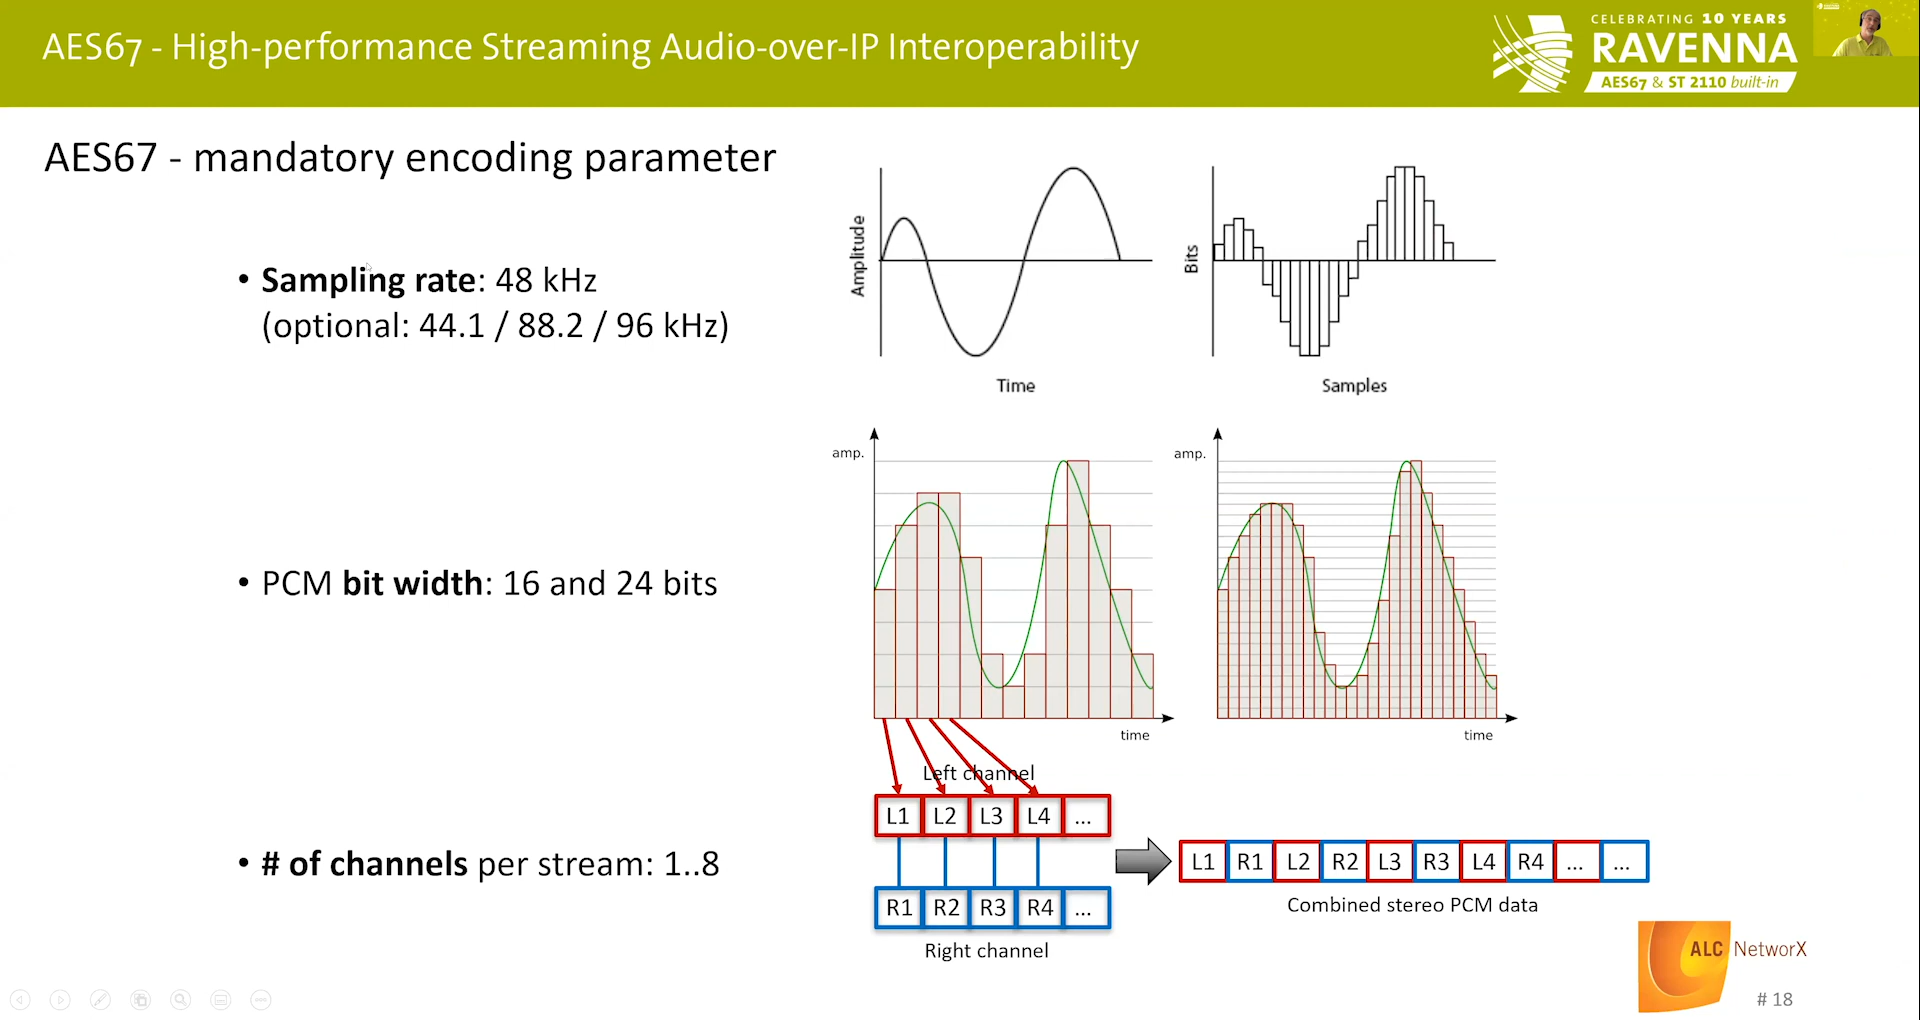 AES67 - High-performance Streaming Audio-over-IP Interoperability
CELEBRATING 10 YEARS
RAVENNA
AES67 & ST 2110 built-in
AES67 - mandatory encoding parameter
• Sampling rate: 48 kHz
(optional: 44.1 / 88.2 / 96 kHz)
Amplitude
Time
Bits
Samples
• PCM bit width: 16 and 24 bits
amp.
time
amp.
time
• # of channels per stream: 1..8
Left channel
L1 L2 L3 L4 ...
R1 R2 R3 R4 ...
Right channel
L1 R1 L2 R2 L3 R3 L4 R4 ... ...
Combined stereo PCM data
ALC NetworX
# 18